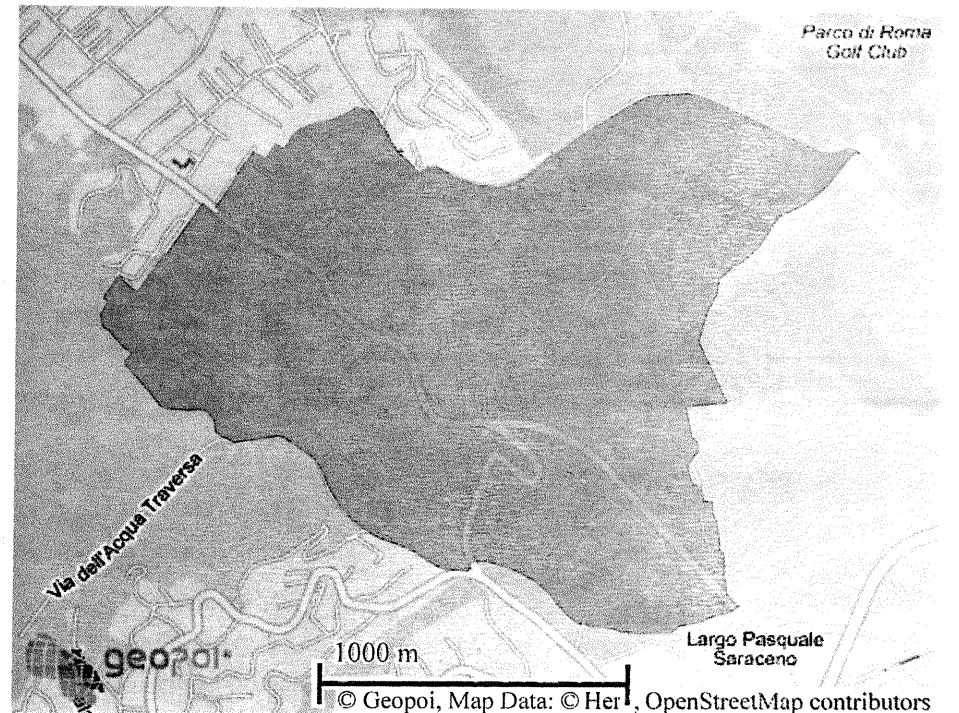 Parco di Roma
Golf Club
Via dell'Acqua Traversa
geopoi
Largo Pasquale
Saraceno
1000 m
© Geopoi, Map Data: © Her , OpenStreetMap contributors